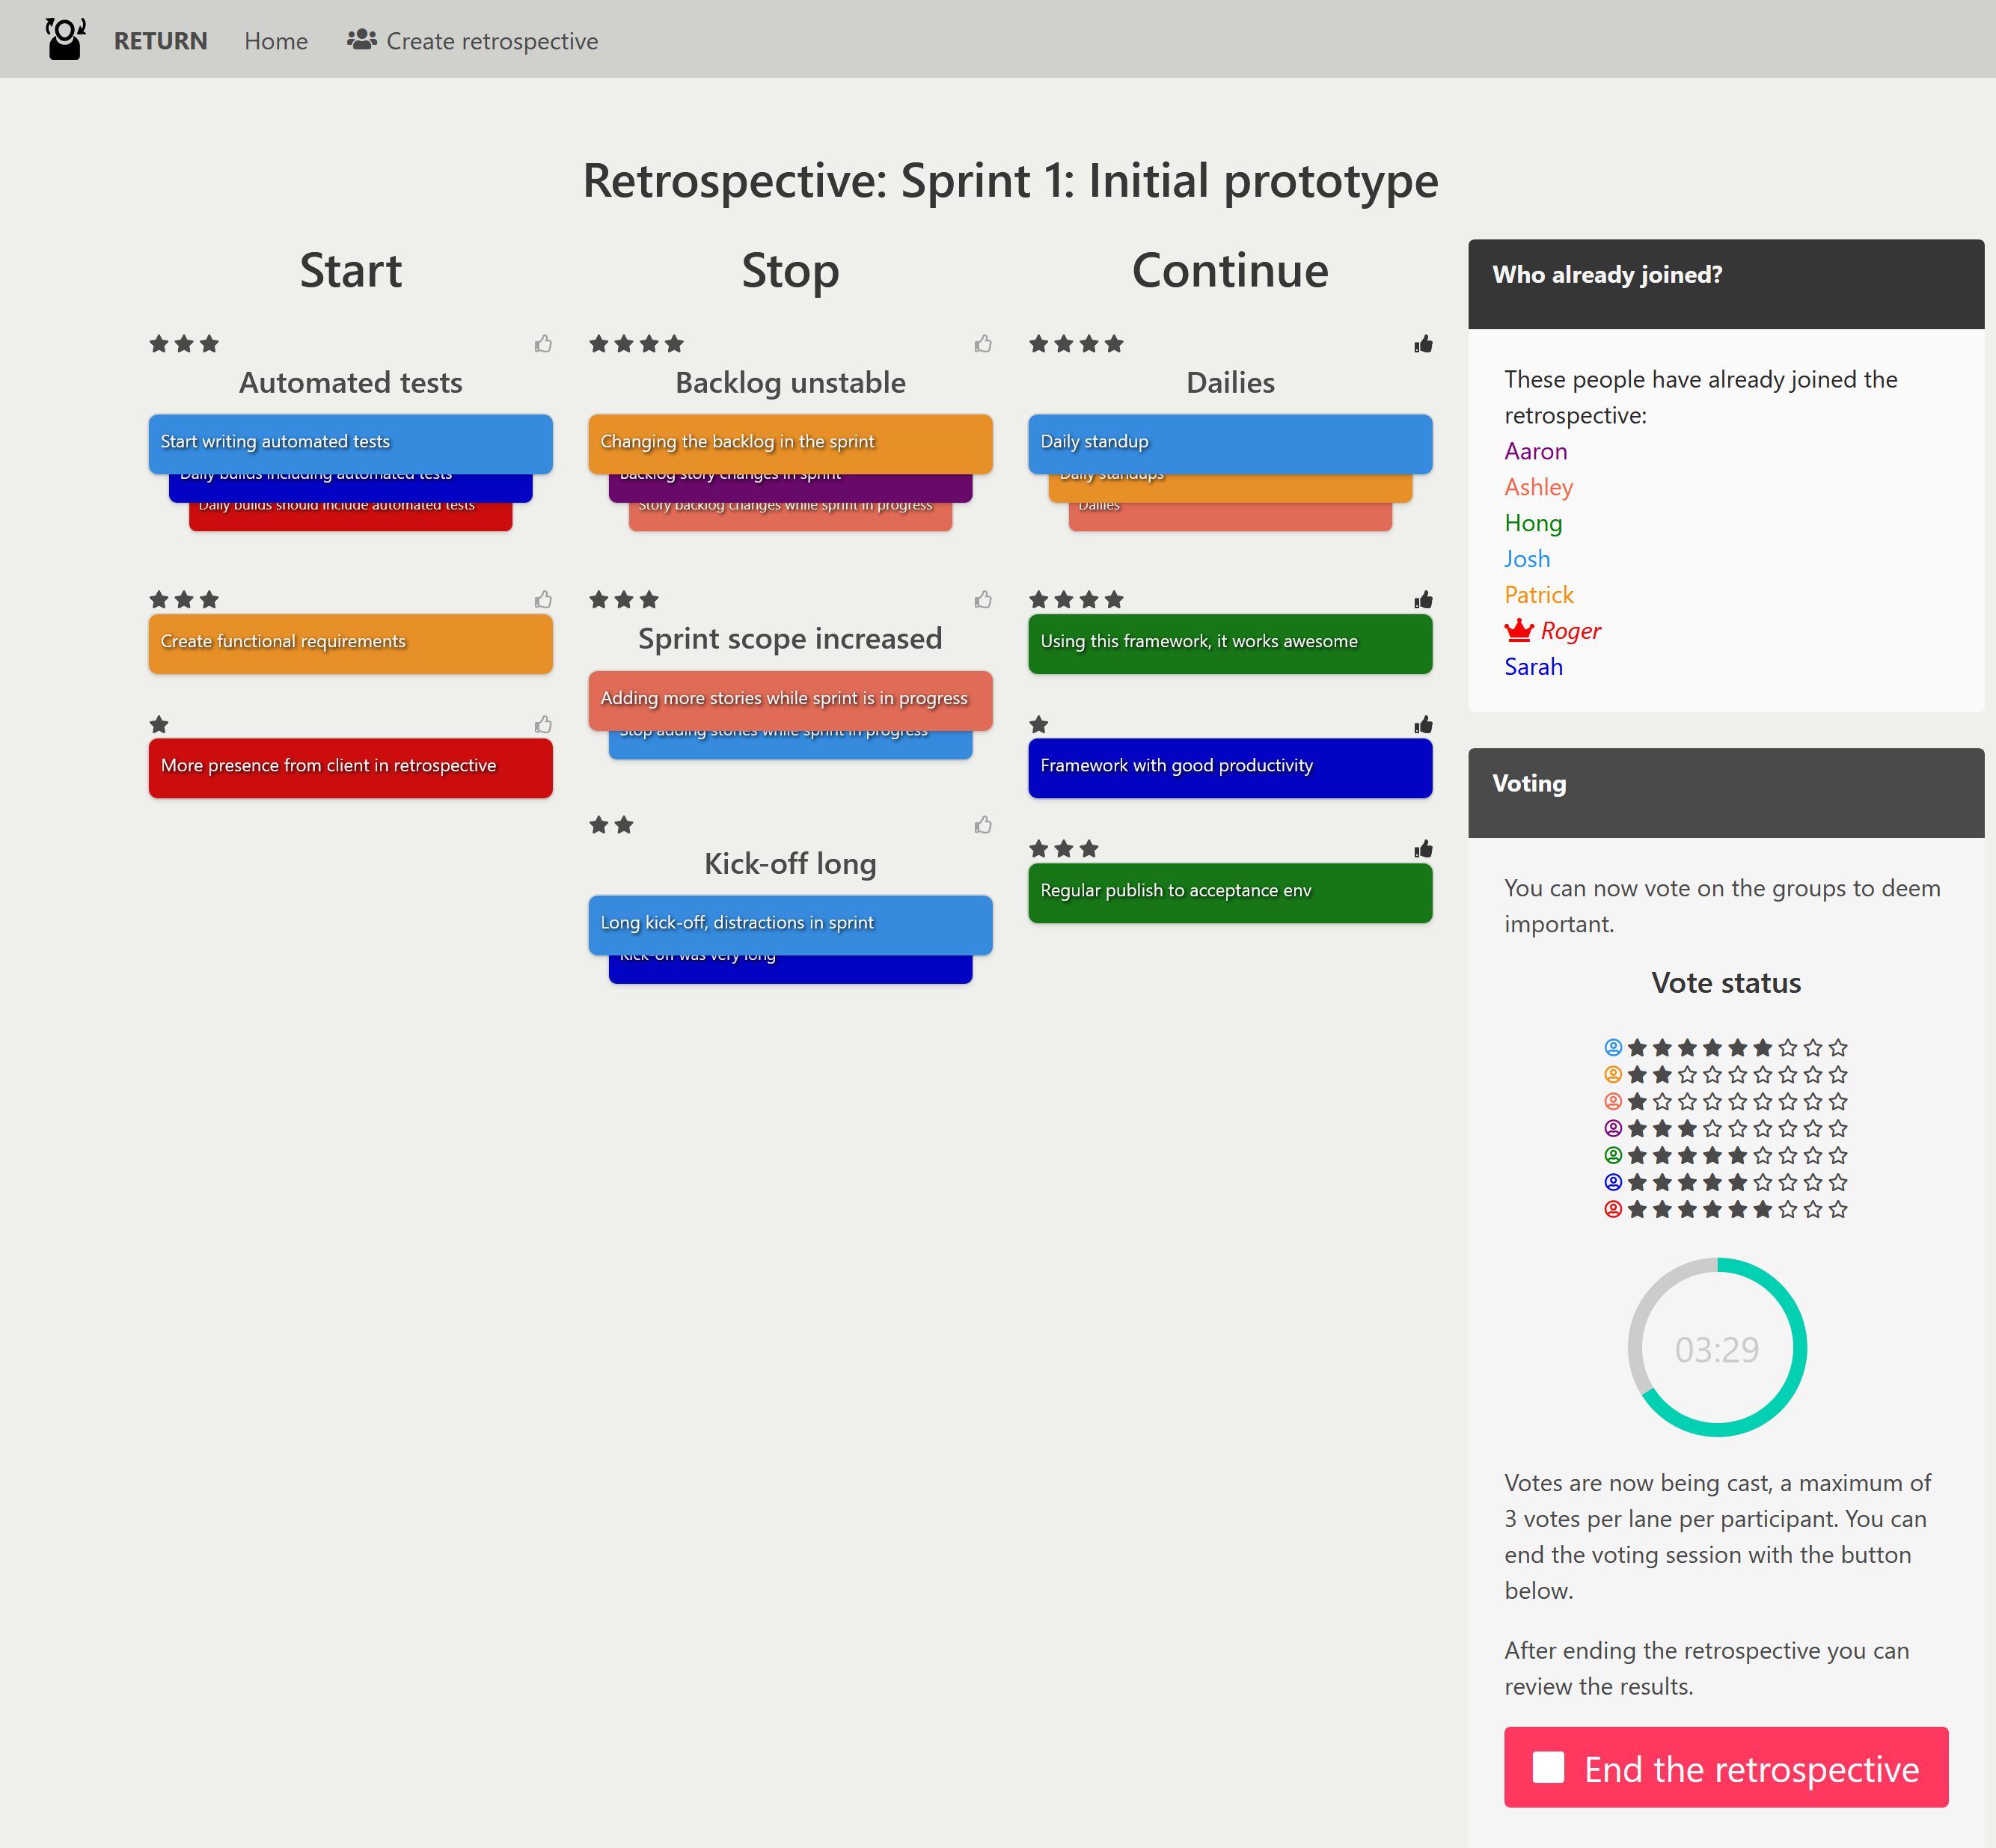 RETURN Home Create retrospective
Retrospective: Sprint 1: Initial prototype
Start
Automated tests
Start writing automated tests
Daily builds including automated tests
Daily builds should include automated tests
Create functional requirements
More presence from client in retrospective
Stop
Backlog unstable
Changing the backlog in the sprint
Backlog story changes in sprint
Story backlog changes while sprint in progress
Sprint scope increased
Adding more stories while sprint is in progress
Stop adding stories while sprint in progress
Kick-off long
Long kick-off, distractions in sprint
Kick-off was very long
Continue
Dailies
Daily standup
Daily standups
Dailies
Using this framework, it works awesome
Framework with good productivity
Regular publish to acceptance env
Who already joined?
These people have already joined the
retrospective:
Aaron
Ashley
Hong
Josh
Patrick
Roger
Sarah
Voting
You can now vote on the groups to deem
important.
Vote status
03:29
Votes are now being cast, a maximum of
3 votes per lane per participant. You can
end the voting session with the button
below.
After ending the retrospective you can
review the results.
End the retrospective